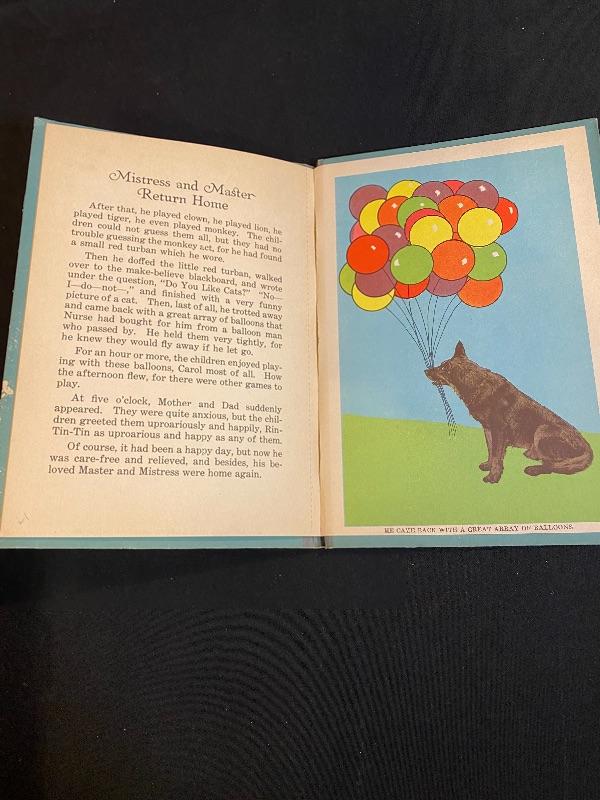 Mistress and Master
Return Home
After that, he played clown, he played lion, he
played tiger, he even played monkey. The chil-
dren could not guess them all, but they had no
trouble guessing the monkey act, for he had found
a small red turban which he wore.
Then he doffed the little red turban, walked
over to the make-believe blackboard, and wrote
under the question, "Do You Like Cats?" "No—
I—do—not—," and finished with a very funny
picture of a cat. Then, last of all, he trotted away
and came back with a great array of balloons that
Nurse had bought for him from a balloon man
who passed by. He held them very tightly, for
he knew they would fly away if he let go.
For an hour or more, the children enjoyed play-
ing with these balloons, Carol most of all. How
the afternoon flew, for there were other games to
play.
At five o'clock, Mother and Dad suddenly
appeared. They were quite anxious, but the chil-
dren greeted them uproariously and happily, Rin-
Tin-Tin as uproarious and happy as any of them.
Of course, it had been a happy day, but now he
was care-free and relieved, and besides, his be-
loved Master and Mistress were home again.
HE CAME BACK WITH A GREAT ARRAY OF BALLOONS.